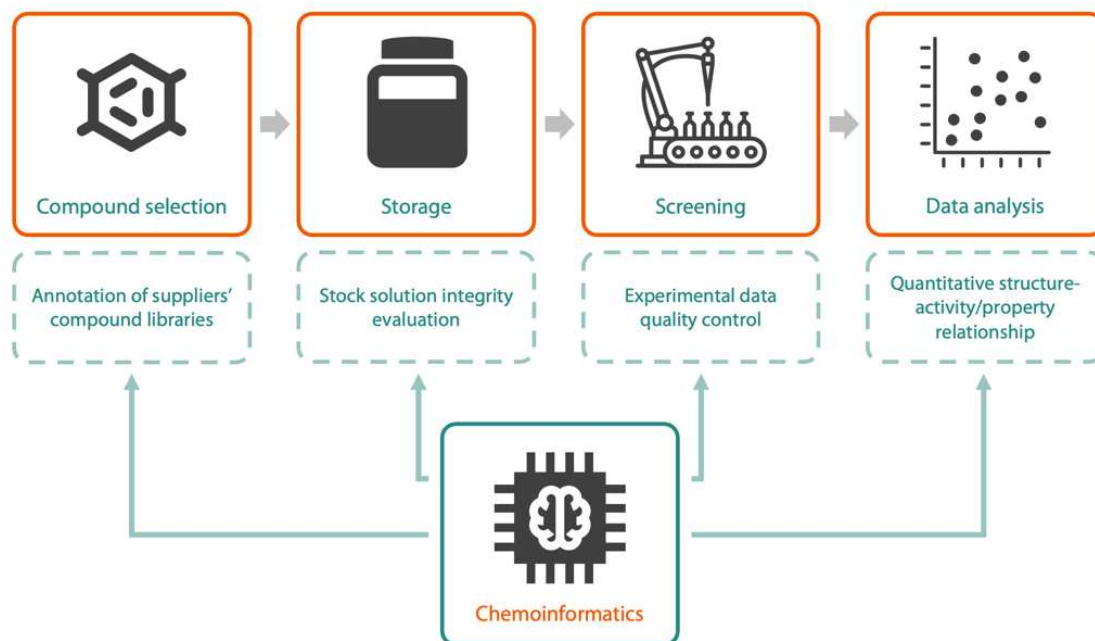 Compound selection
Storage
Screening
Data analysis
Annotation of suppliers'
compound libraries
Stock solution integrity
evaluation
Experimental data
quality control
Quantitative structure-
activity/property
relationship
Chemoinformatics